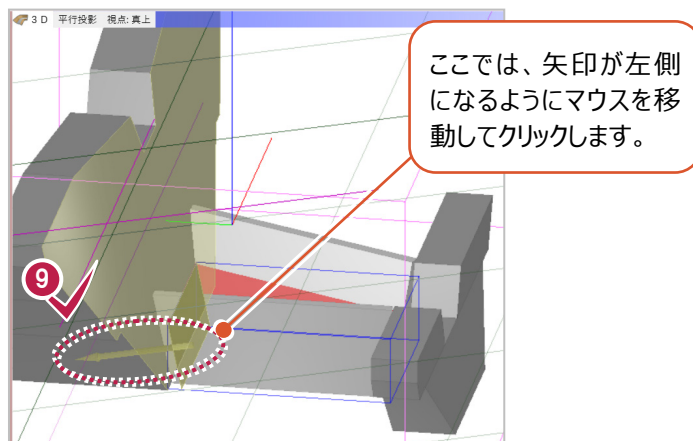 3D 平行投影 視点: 真上
ここでは、矢印が左側
になるようにマウスを移
動してクリックします。
9